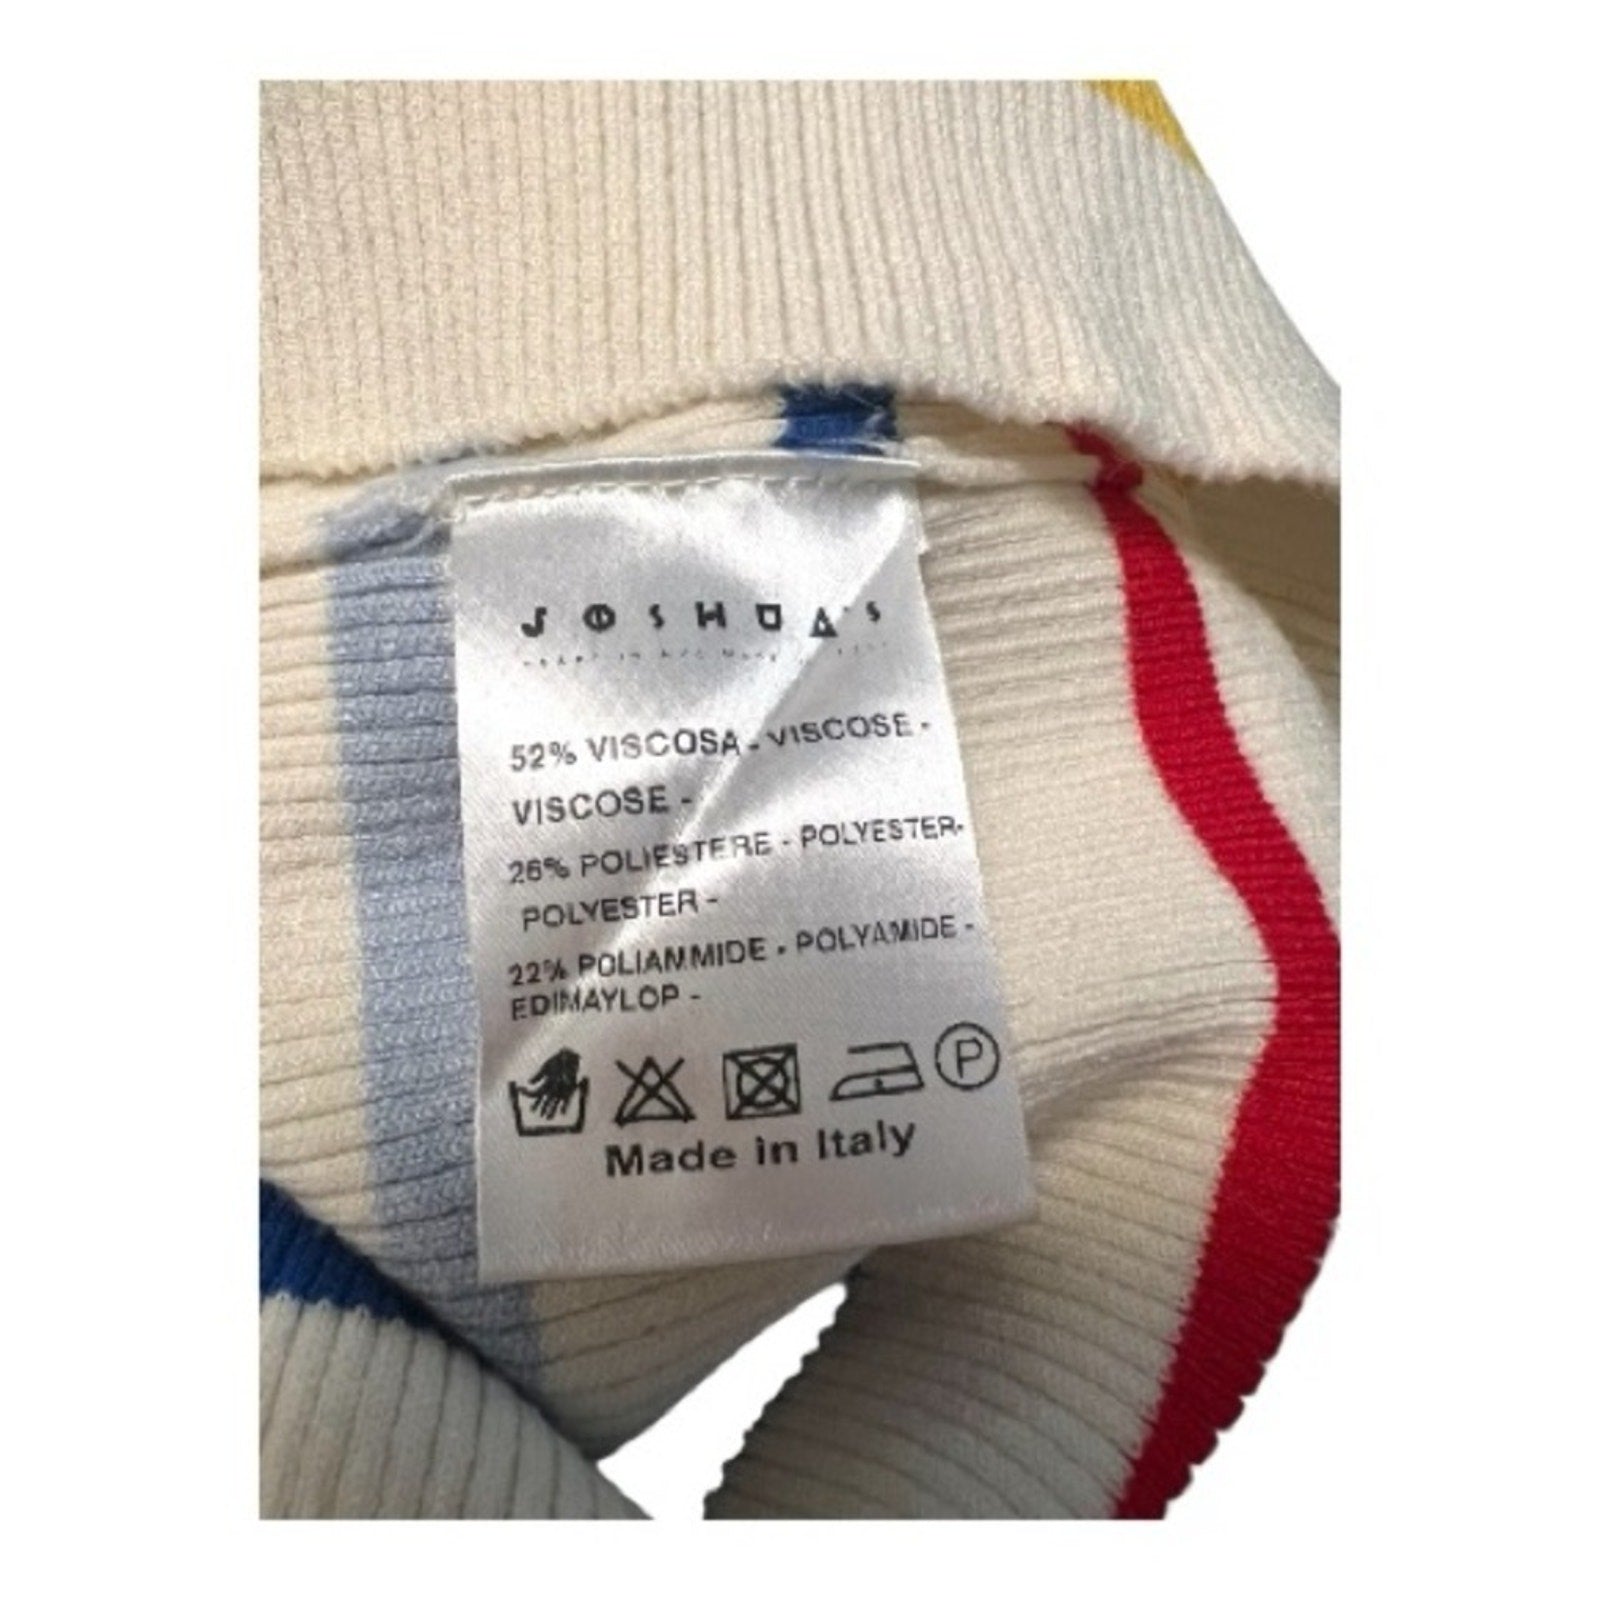 JOSHUA'S
52% VISCOSA - VISCOSE -
VISCOSE -
26% POLIESTERE - POLYESTER-
POLYESTER -
22% POLIAMMIDE - POLYAMIDE -
EDIMAYLOP -
P
Made in Italy